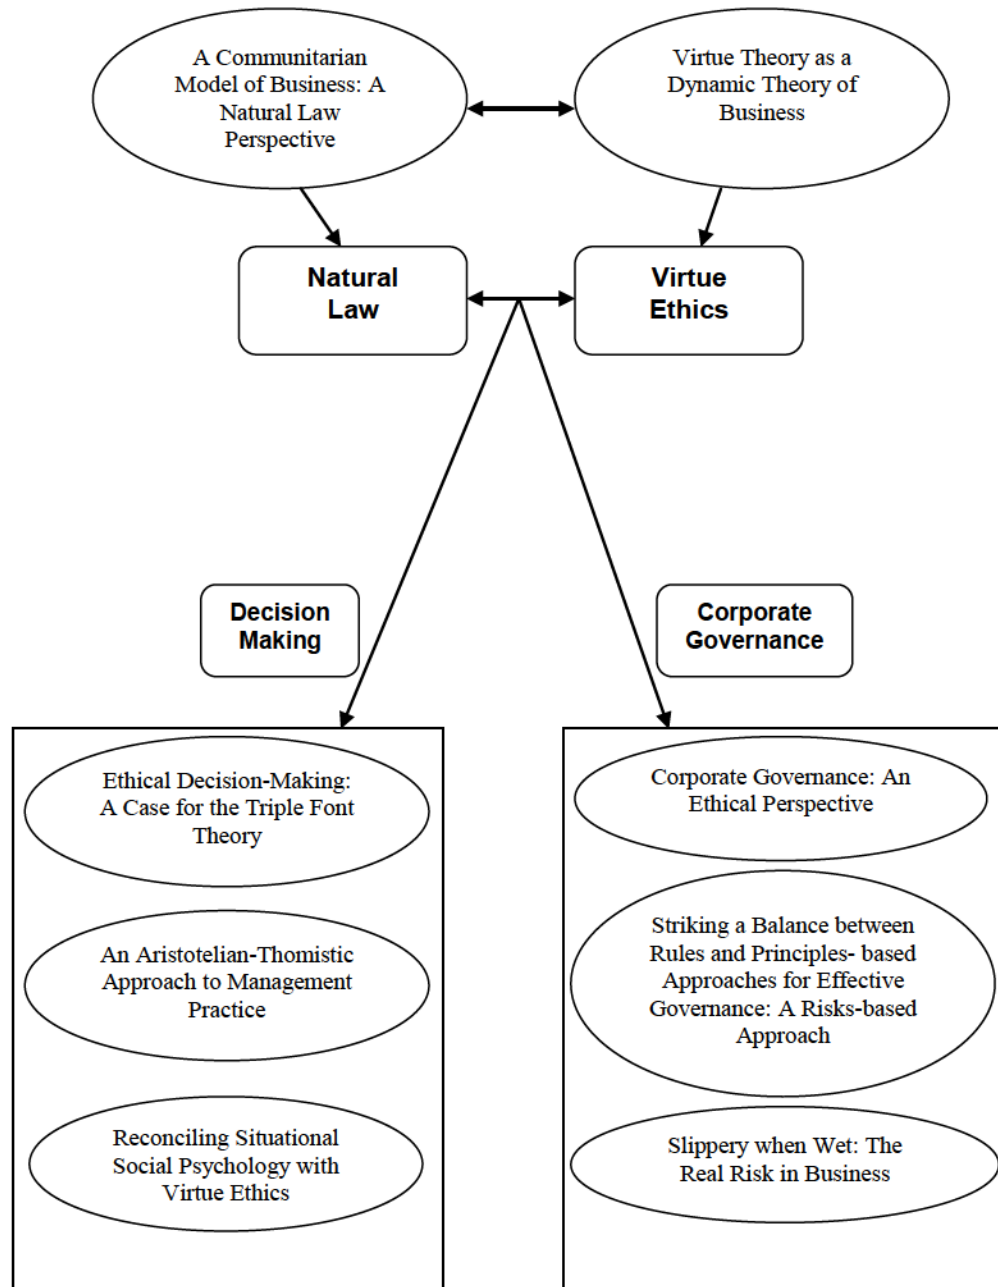 A Communitarian
Model of Business: A
Natural Law
Perspective
Virtue Theory as a
Dynamic Theory of
Business
Natural
Law
Virtue
Ethics
Decision
Making
Corporate
Governance
Ethical Decision-Making:
A Case for the Triple Font
Theory
An Aristotelian-Thomistic
Approach to Management
Practice
Reconciling Situational
Social Psychology with
Virtue Ethics
Corporate Governance: An
Ethical Perspective
Striking a Balance between
Rules and Principles- based
Approaches for Effective
Governance: A Risks-based
Approach
Slippery when Wet: The
Real Risk in Business